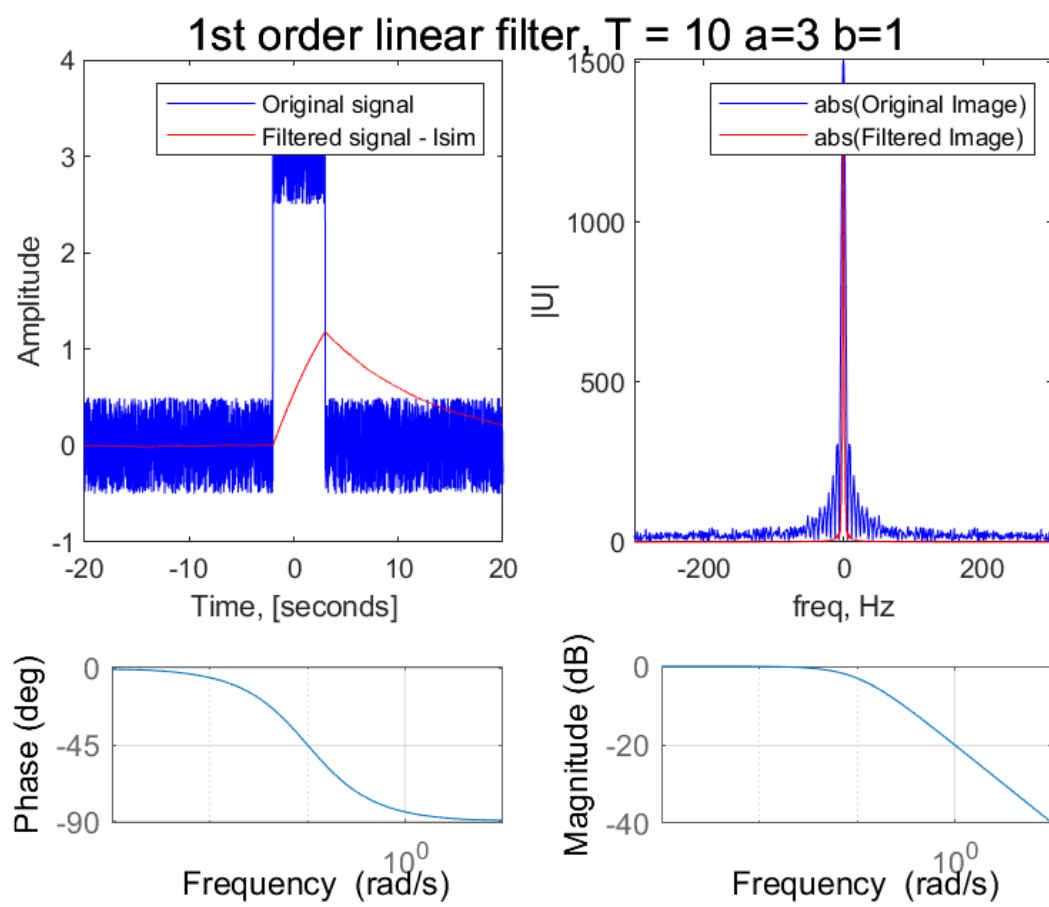 1st order linear filter, T = 10 a=3 b=1
4
3
2
1
0
-1
Amplitude
Original signal
Filtered signal - lsim
-20
-10
0
10
20
Time, [seconds]
1500
1000
500
0
|U|
abs(Original Image)
abs(Filtered Image)
-200
0
200
freq, Hz
0
-45
-90
Phase (deg)
10^0
Frequency (rad/s)
0
-20
-40
Magnitude (dB)
10^0
Frequency (rad/s)